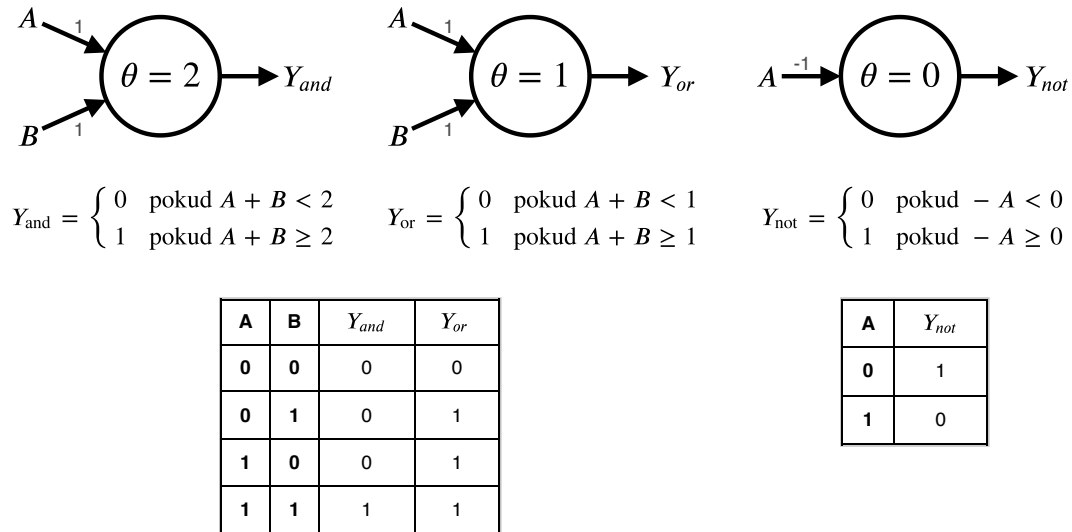 A 1 θ = 2 Y_and
B 1
A 1 θ = 1 Y_or
B 1
A -1 θ = 0 Y_not
Y_and = { 0 pokud A + B < 2
1 pokud A + B ≥ 2
Y_or = { 0 pokud A + B < 1
1 pokud A + B ≥ 1
Y_not = { 0 pokud − A < 0
1 pokud − A ≥ 0
A B Y_and Y_or
0 0 0 0
0 1 0 1
1 0 0 1
1 1 1 1
A Y_not
0 1
1 0